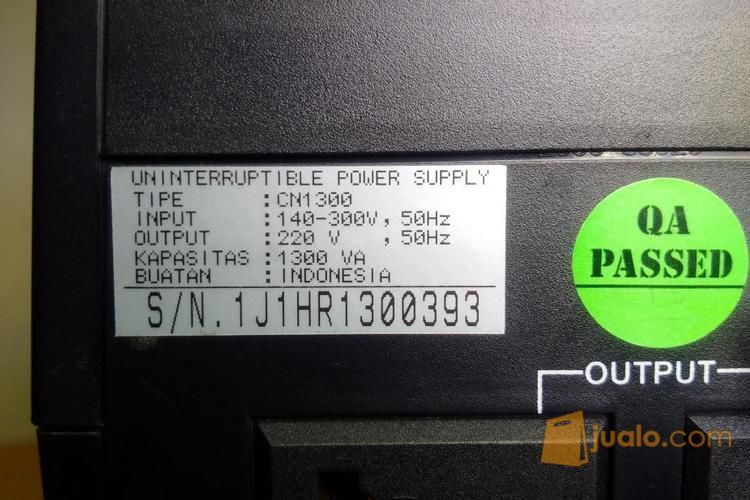 UNINTERRUPTIBLE POWER SUPPLY
TIPE :CN1300
INPUT :140-300V, 50Hz
OUTPUT :220 V , 50Hz
KAPASITAS :1300 VA
BUATAN :INDONESIA
S/N.1J1HR1300393
QA
PASSED
OUTPUT
jualo.com